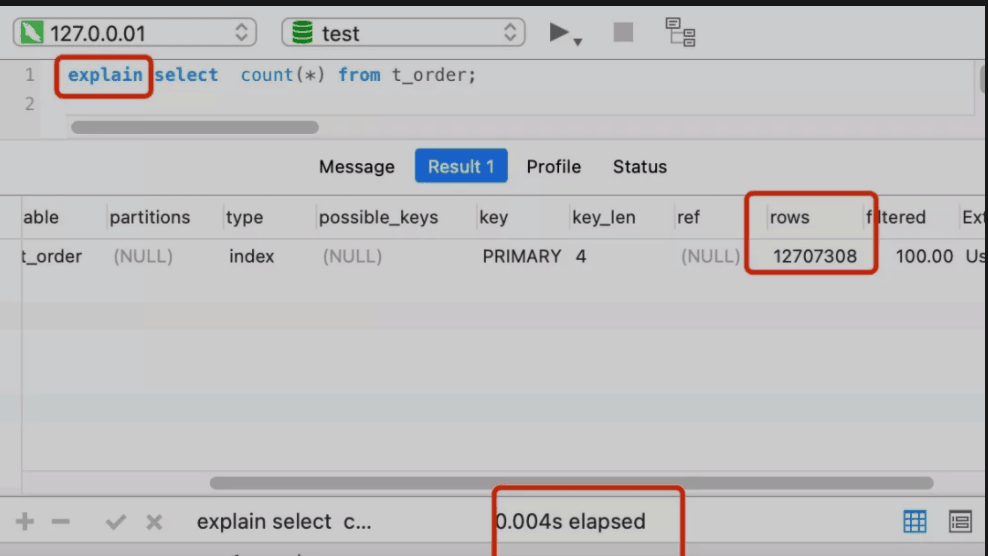 127.0.0.01 test
1 explain select count(*) from t_order;
2
Message Result 1 Profile Status
able partitions type possible_keys key key_len ref rows filtered Ext
t_order (NULL) index (NULL) PRIMARY 4 (NULL) 12707308 100.00 Us
explain select c... 0.004s elapsed